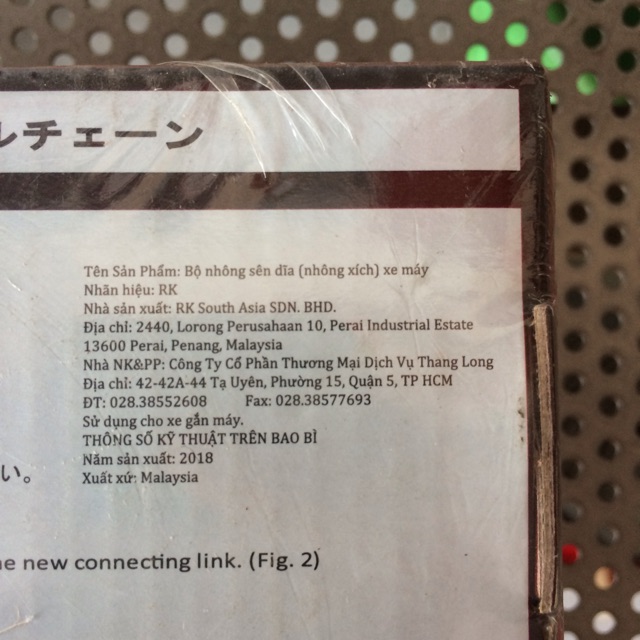 ルチェーン
Tên Sản Phẩm: Bộ nhông sên dĩa (nhông xích) xe máy
Nhãn hiệu: RK
Nhà sản xuất: RK South Asia SDN. BHD.
Địa chỉ: 2440, Lorong Perusahaan 10, Perai Industrial Estate
13600 Perai, Penang, Malaysia
Nhà NK&PP: Công Ty Cổ Phần Thương Mại Dịch Vụ Thang Long
Địa chỉ: 42-42A-44 Tạ Uyên, Phường 15, Quận 5, TP HCM
ĐT: 028.38552608 Fax: 028.38577693
Sử dụng cho xe gắn máy.
THÔNG SỐ KỸ THUẬT TRÊN BAO BÌ
Năm sản xuất: 2018
Xuất xứ: Malaysia
い。
new connecting link. (Fig. 2)